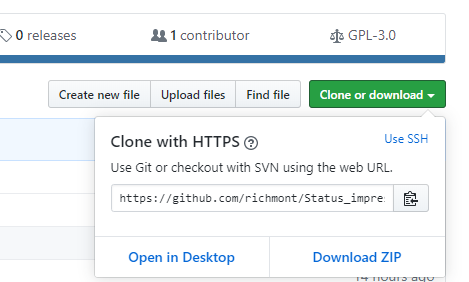 0 releases 1 contributor GPL-3.0
Create new file Upload files Find file Clone or download
Clone with HTTPS Use SSH
Use Git or checkout with SVN using the web URL.
https://github.com/richmont/Status_impre
Open in Desktop Download ZIP
14 hours ago